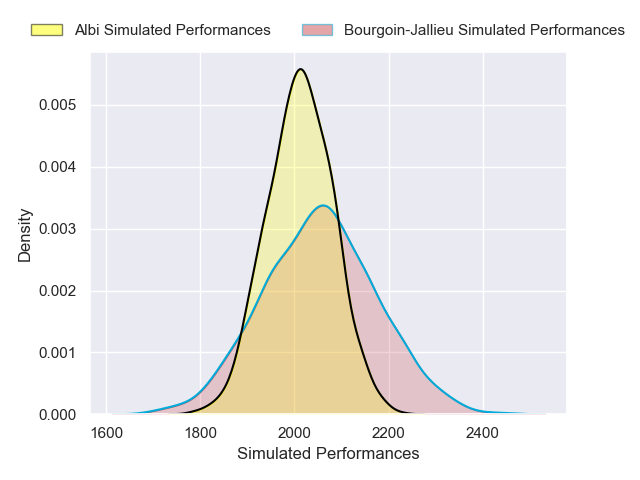 Albi Simulated Performances Bourgoin-Jallieu Simulated Performances
0.005
0.004
0.003
0.002
0.001
0.000
Density
1600 1800 2000 2200 2400
Simulated Performances